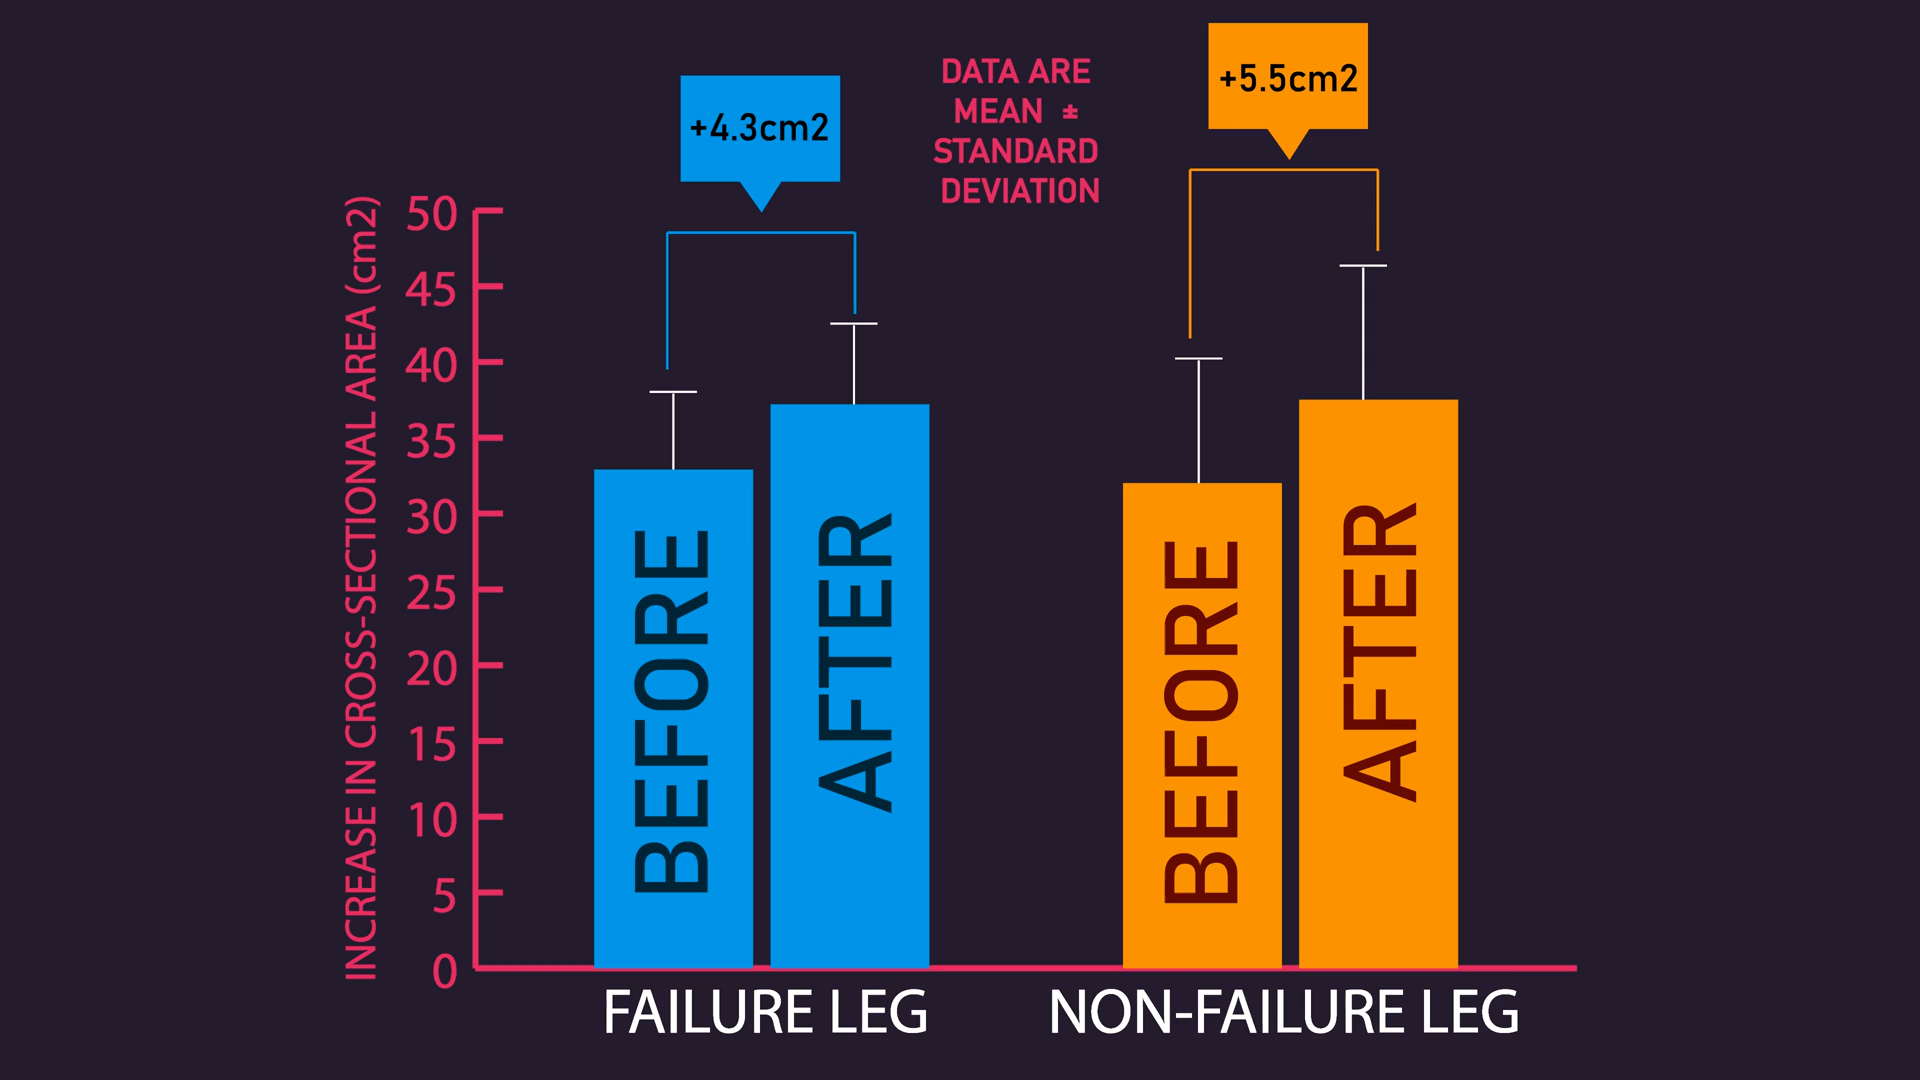 +4.3cm2
DATA ARE
MEAN ±
STANDARD
DEVIATION
+5.5cm2
INCREASE IN CROSS-SECTIONAL AREA (cm2)
50
45
40
35
30
25
20
15
10
5
0
BEFORE
AFTER
BEFORE
AFTER
FAILURE LEG
NON-FAILURE LEG